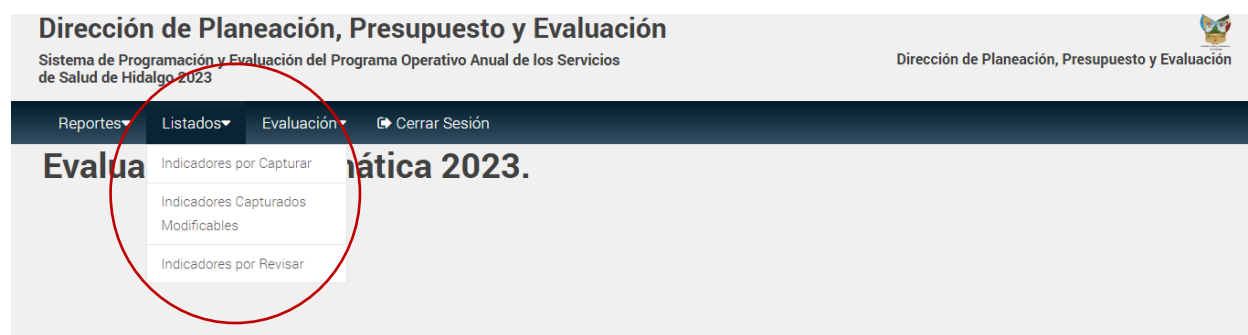 Dirección de Planeación, Presupuesto y Evaluación
Sistema de Programación y Evaluación del Programa Operativo Anual de los Servicios
de Salud de Hidalgo 2023
Dirección de Planeación, Presupuesto y Evaluación
Reportes Listados Evaluación Cerrar Sesión
Evalua ática 2023.
Indicadores por Capturar
Indicadores Capturados
Modificables
Indicadores por Revisar